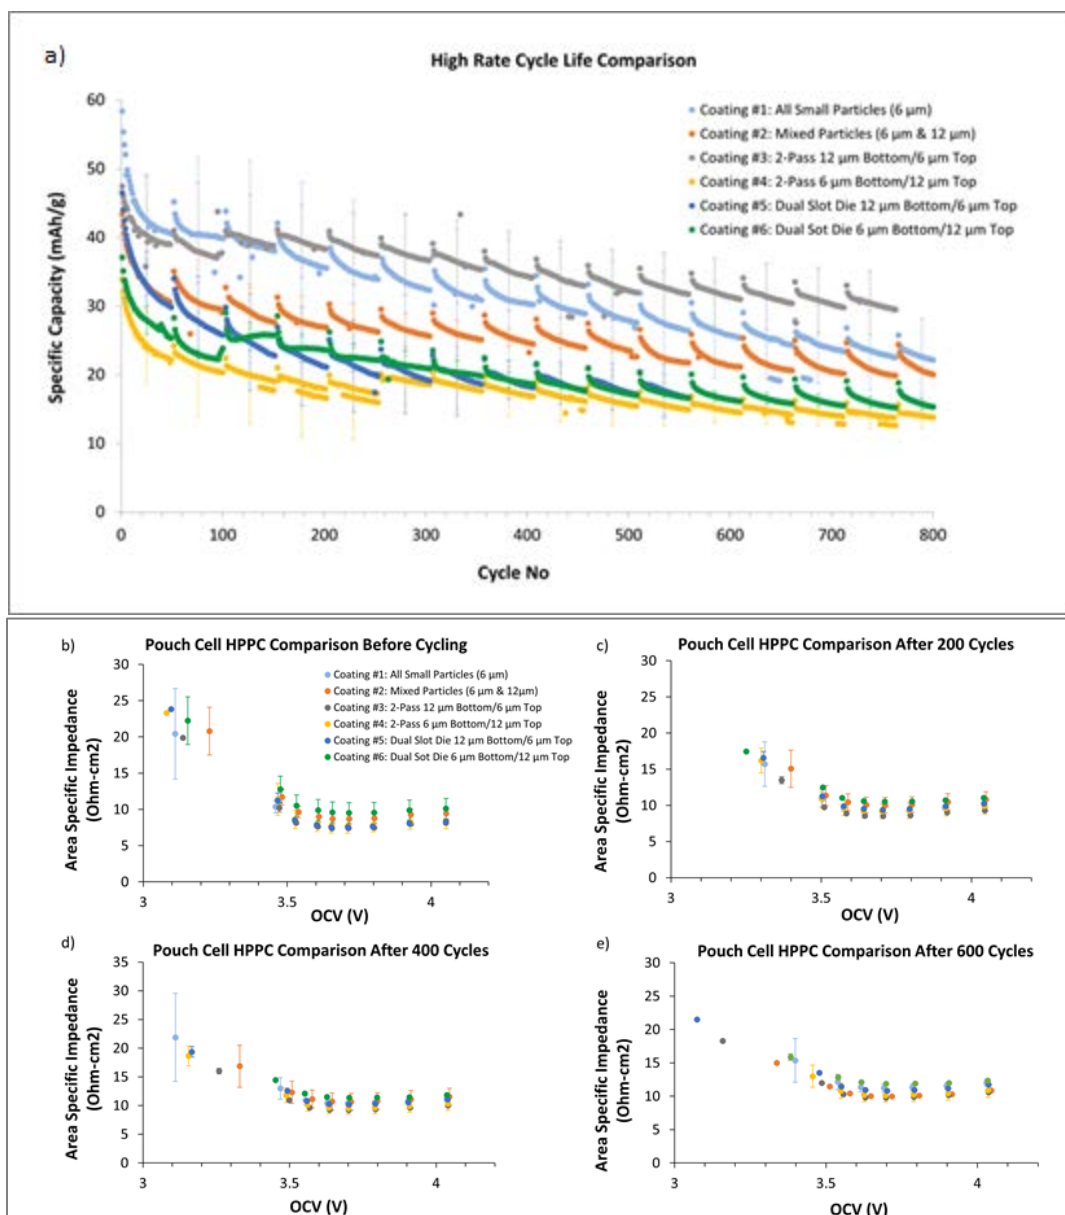 a)
High Rate Cycle Life Comparison
Specific Capacity (mAh/g)
60
50
40
30
20
10
0
Coating #1: All Small Particles (6 μm)
Coating #2: Mixed Particles (6 μm & 12 μm)
Coating #3: 2-Pass 12 μm Bottom/6 μm Top
Coating #4: 2-Pass 6 μm Bottom/12 μm Top
Coating #5: Dual Slot Die 12 μm Bottom/6 μm Top
Coating #6: Dual Sot Die 6 μm Bottom/12 μm Top
0 100 200 300 400 500 600 700 800
Cycle No
b)
Pouch Cell HPPC Comparison Before Cycling
Area Specific Impedance
(Ohm-cm2)
30
25
20
15
10
5
0
Coating #1: All Small Particles (6 μm)
Coating #2: Mixed Particles (6 μm & 12μm)
Coating #3: 2-Pass 12 μm Bottom/6 μm Top
Coating #4: 2-Pass 6 μm Bottom/12 μm Top
Coating #5: Dual Slot Die 12 μm Bottom/6 μm Top
Coating #6: Dual Sot Die 6 μm Bottom/12 μm Top
3 3.5 4
OCV (V)
c)
Pouch Cell HPPC Comparison After 200 Cycles
Area Specific Impedance
(Ohm-cm2)
30
25
20
15
10
5
0
3 3.5 4
OCV (V)
d)
Pouch Cell HPPC Comparison After 400 Cycles
Area Specific Impedance
(Ohm-cm2)
35
30
25
20
15
10
5
0
3 3.5 4
OCV (V)
e)
Pouch Cell HPPC Comparison After 600 Cycles
Area Specific Impedance
(Ohm-cm2)
30
25
20
15
10
5
0
3 3.5 4
OCV (V)